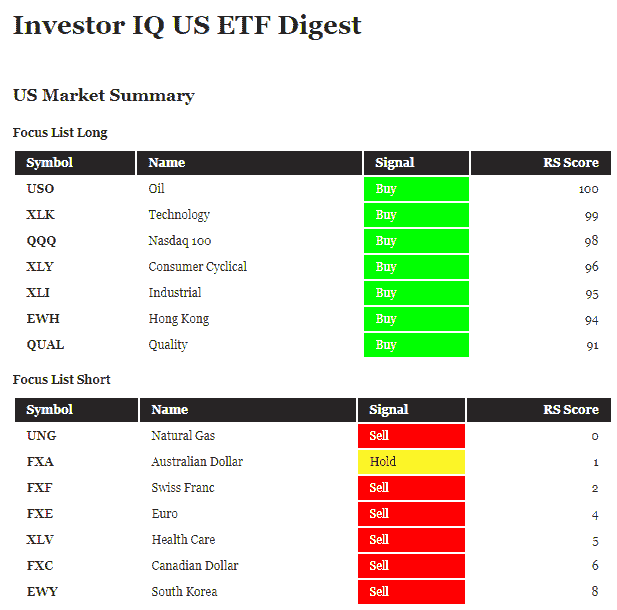 Investor IQ US ETF Digest
US Market Summary
Focus List Long
Symbol Name Signal RS Score
USO Oil Buy 100
XLK Technology Buy 99
QQQ Nasdaq 100 Buy 98
XLY Consumer Cyclical Buy 96
XLI Industrial Buy 95
EWH Hong Kong Buy 94
QUAL Quality Buy 91
Focus List Short
Symbol Name Signal RS Score
UNG Natural Gas Sell 0
FXA Australian Dollar Hold 1
FXF Swiss Franc Sell 2
FXE Euro Sell 4
XLV Health Care Sell 5
FXC Canadian Dollar Sell 6
EWY South Korea Sell 8